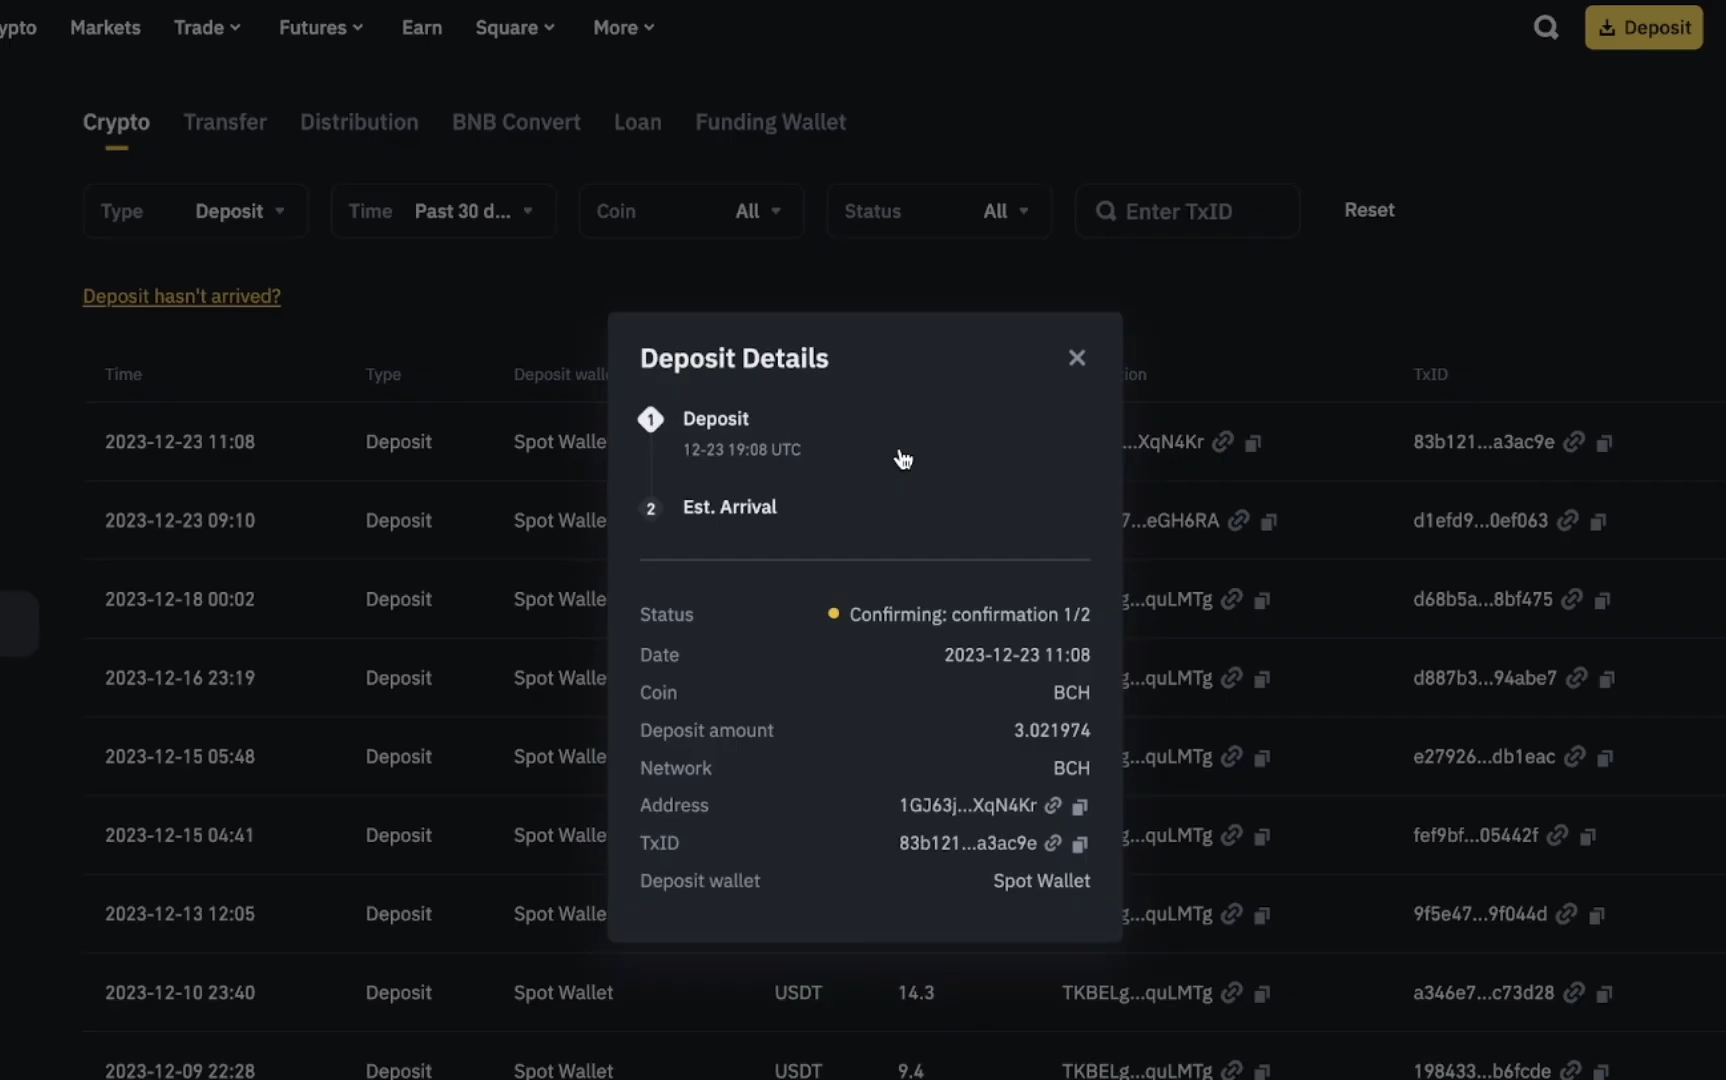 ypto Markets Trade Futures Earn Square More Deposit
Crypto Transfer Distribution BNB Convert Loan Funding Wallet
Type Deposit Time Past 30 d... Coin All Status All Enter TxID Reset
Deposit hasn't arrived?
Deposit Details
1 Deposit
12-23 19:08 UTC
2 Est. Arrival
Status Confirming: confirmation 1/2
Date 2023-12-23 11:08
Coin BCH
Deposit amount 3.021974
Network BCH
Address 1GJ63j...XqN4Kr
TxID 83b121...a3ac9e
Deposit wallet Spot Wallet
Time Type Deposit wall ion TxID
2023-12-23 11:08 Deposit Spot Walle ...XqN4Kr 83b121...a3ac9e
2023-12-23 09:10 Deposit Spot Walle 7...eGH6RA d1efd9...0ef063
2023-12-18 00:02 Deposit Spot Walle g...quLMTg d68b5a...8bf475
2023-12-16 23:19 Deposit Spot Walle g...quLMTg d887b3...94abe7
2023-12-15 05:48 Deposit Spot Walle g...quLMTg e27926...db1eac
2023-12-15 04:41 Deposit Spot Walle g...quLMTg fef9bf...05442f
2023-12-13 12:05 Deposit Spot Walle g...quLMTg 9f5e47...9f044d
2023-12-10 23:40 Deposit Spot Wallet USDT 14.3 TKBELg...quLMTg a346e7...c73d28
2023-12-09 22:28 Deposit Spot Wallet USDT 9.4 TKBELg...quLMTg 198433...b6fcde